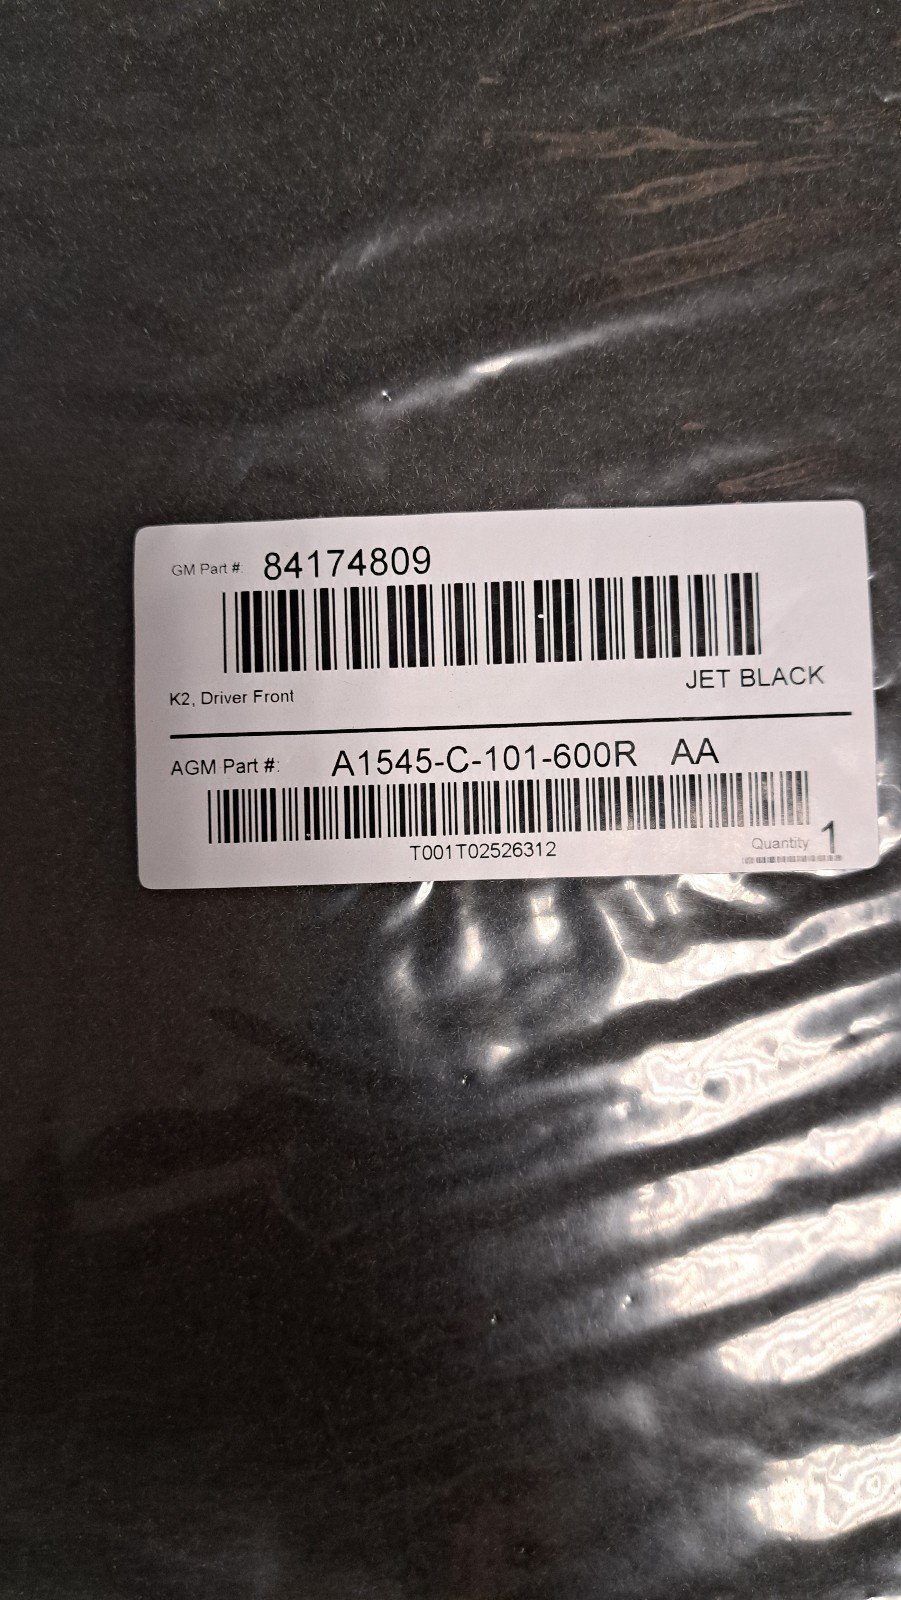 GM Part #: 84174809
K2, Driver Front
JET BLACK
AGM Part #: A1545-C-101-600R AA
T001T02526312
Quantity 1